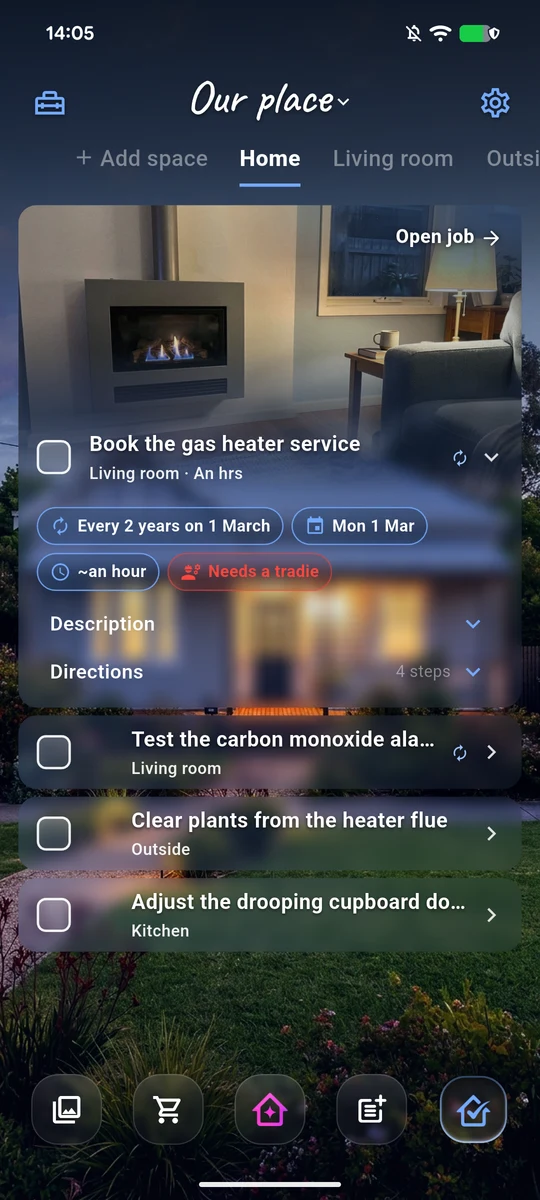 14:05
Our place
+ Add space Home Living room Outsi
Open job →
Book the gas heater service
Living room · An hrs
Every 2 years on 1 March
Mon 1 Mar
~an hour
Needs a tradie
Description
Directions
4 steps
Test the carbon monoxide ala...
Living room
Clear plants from the heater flue
Outside
Adjust the drooping cupboard do...
Kitchen